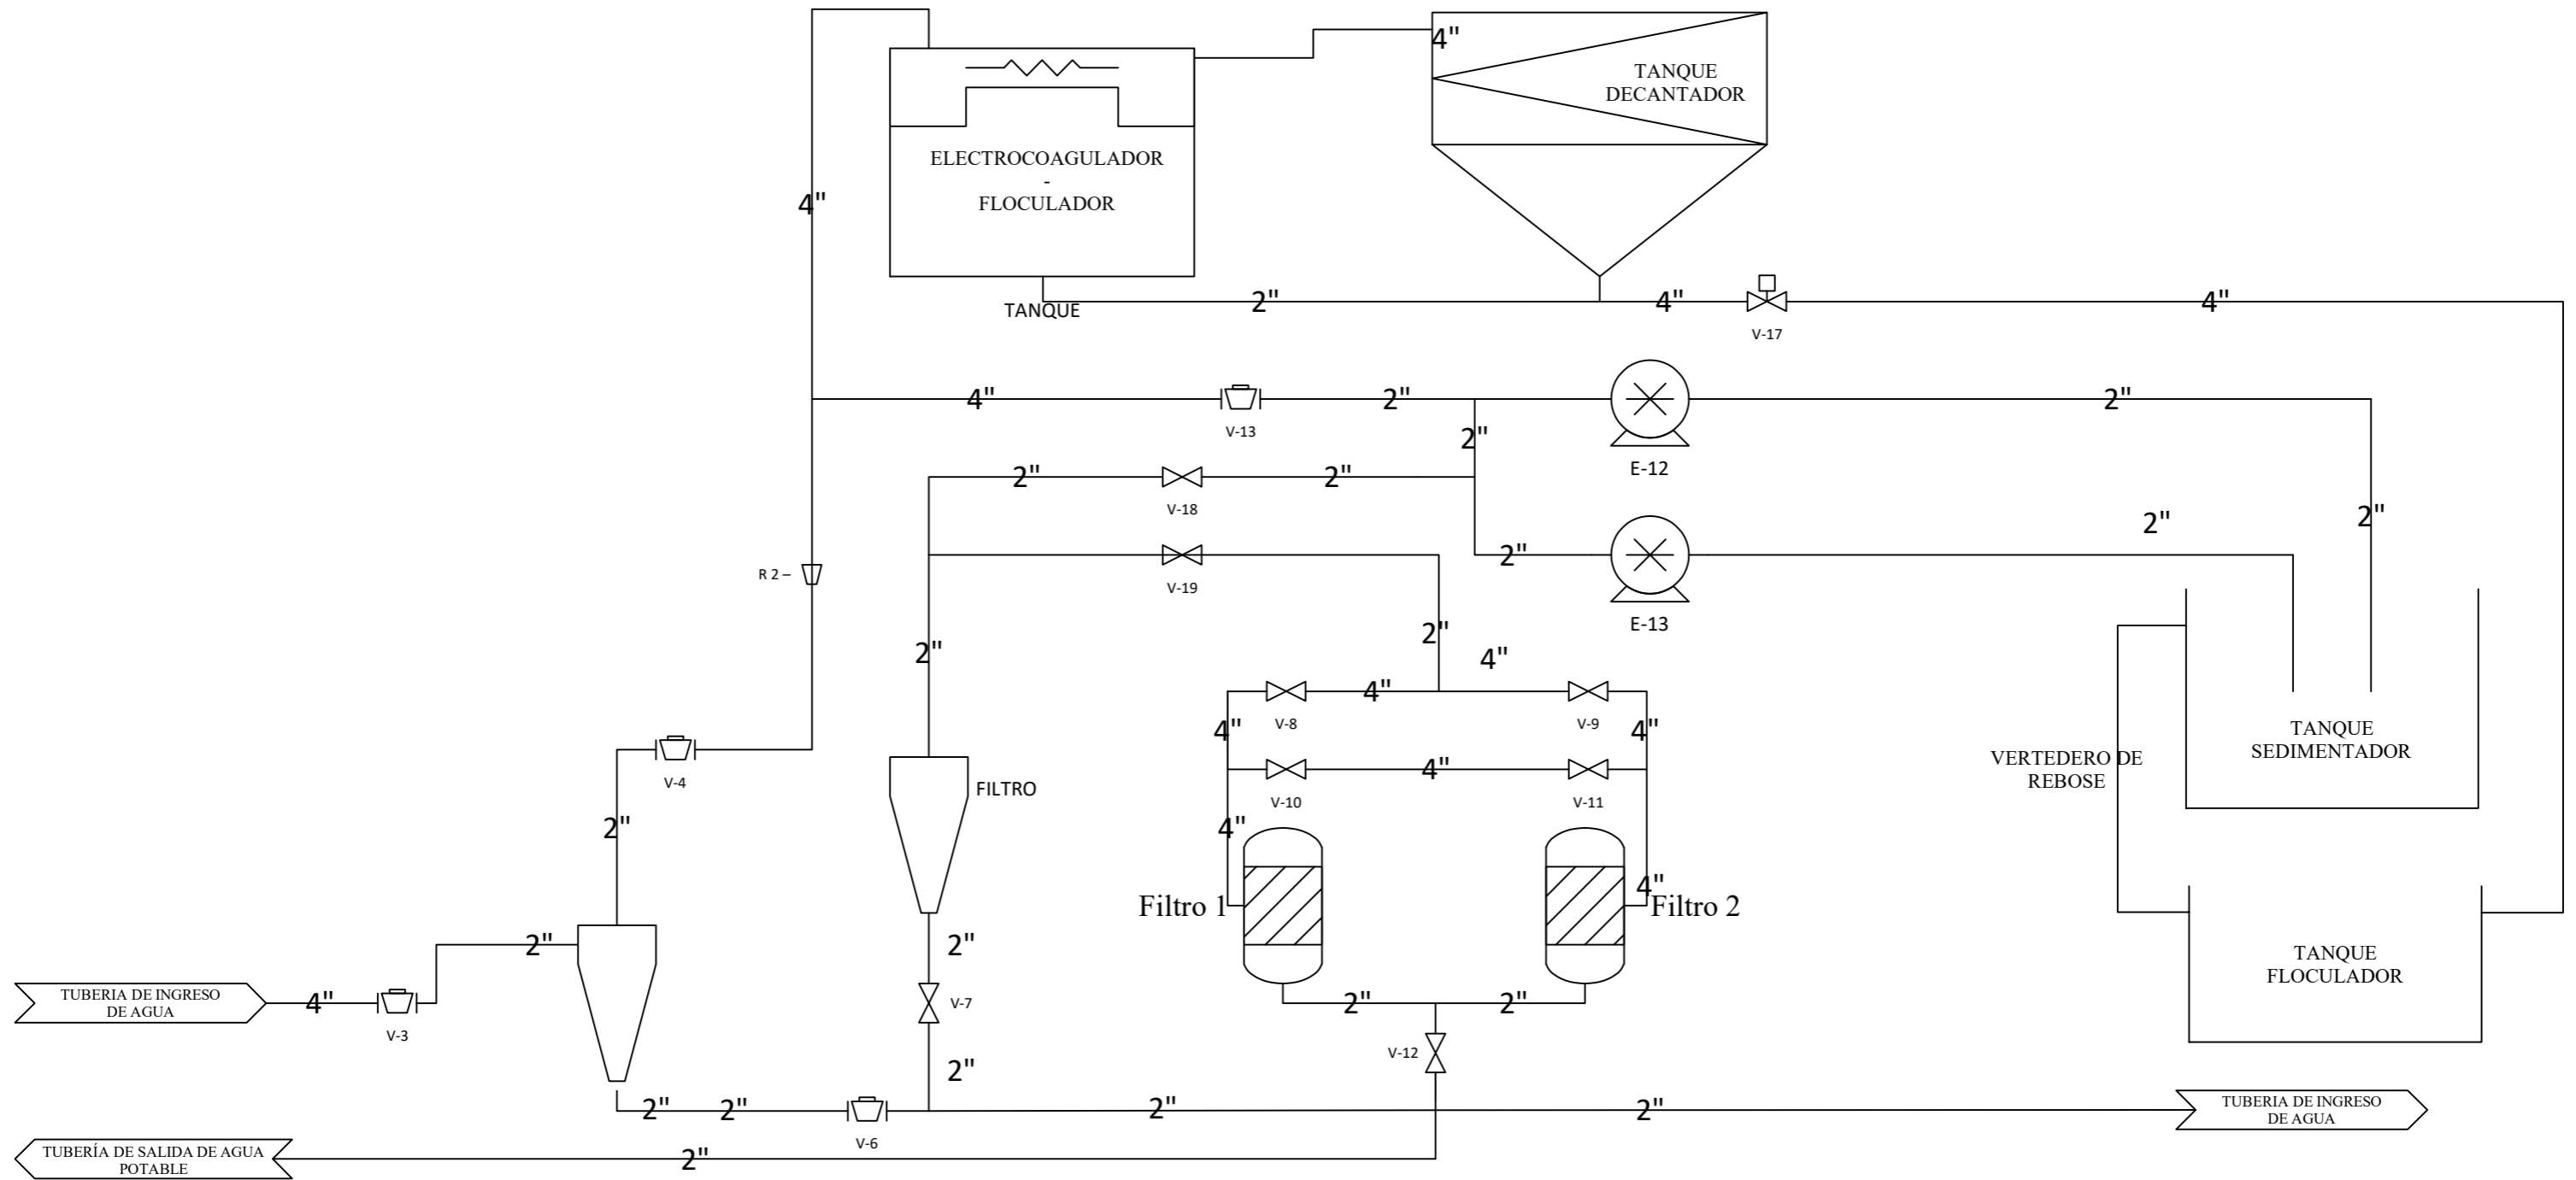 4"
TANQUE
DECANTADOR
ELECTROCOAGULADOR
-
FLOCULADOR
4"
TANQUE
2"
4"
4"
V-17
4"
2"
2"
V-13
2"
E-12
2"
2"
V-18
2"
2"
2"
V-19
2"
E-13
R 2 –
2"
2"
4"
4"
V-8
V-9
4"
4"
TANQUE
SEDIMENTADOR
VERTEDERO DE
REBOSE
V-4
FILTRO
4"
V-10
V-11
2"
4"
4"
Filtro 1
Filtro 2
2"
2"
TANQUE
FLOCULADOR
TUBERIA DE INGRESO
DE AGUA
4"
V-3
V-7
2"
2"
V-12
2"
2"
2"
V-6
2"
2"
TUBERIA DE INGRESO
DE AGUA
TUBERÍA DE SALIDA DE AGUA
POTABLE
2"